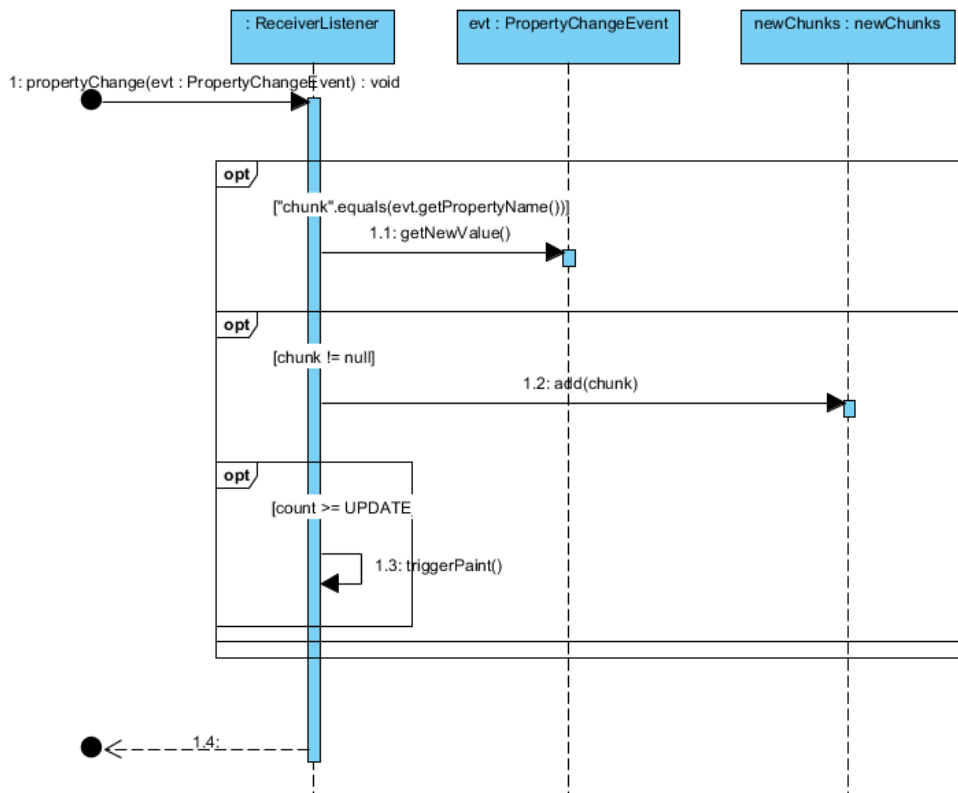 : ReceiverListener
evt : PropertyChangeEvent
newChunks : newChunks
1: propertyChange(evt : PropertyChangeEvent) : void
opt
["chunk".equals(evt.getPropertyName())]
1.1: getNewValue()
opt
[chunk != null]
1.2: add(chunk)
opt
[count >= UPDATE
1.3: triggerPaint()
1.4: